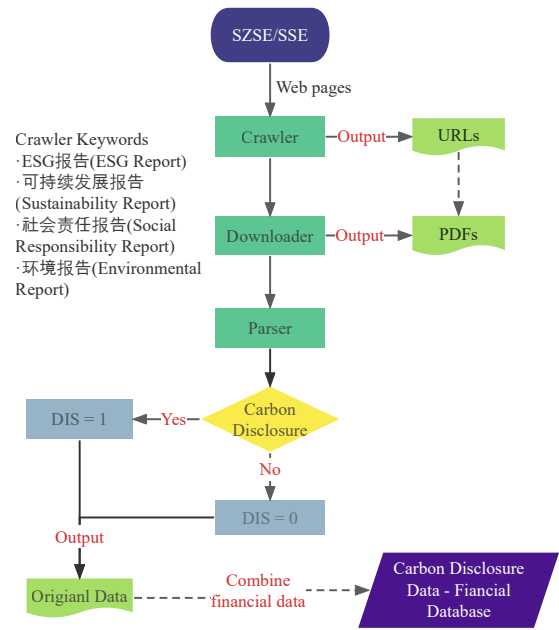 SZSE/SSE
Web pages
Crawler
Output
URLs
Crawler Keywords
·ESG报告(ESG Report)
·可持续发展报告
(Sustainability Report)
·社会责任报告(Social
Responsibility Report)
·环境报告(Environmental
Report)
Downloader
Output
PDFs
Parser
Carbon
Disclosure
Yes
DIS = 1
No
DIS = 0
Output
Origianl Data
Combine
financial data
Carbon Disclosure
Data - Fiancial
Database